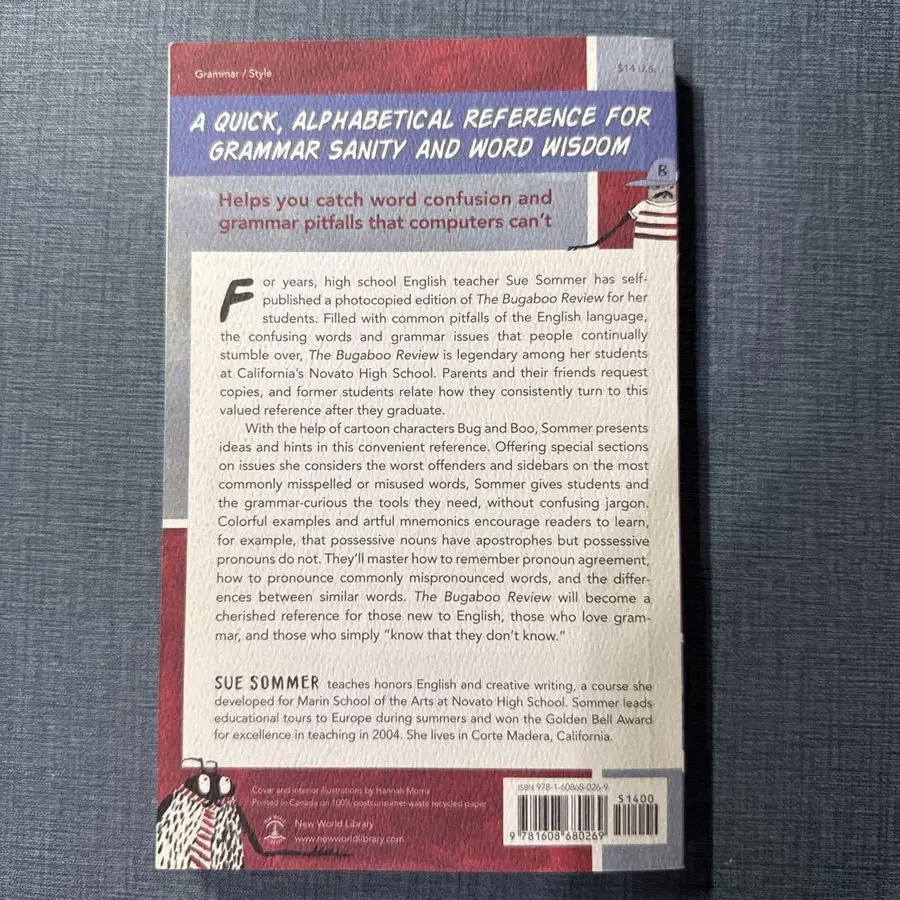 Grammar / Style
$14 U.S.
A QUICK, ALPHABETICAL REFERENCE FOR
GRAMMAR SANITY AND WORD WISDOM
B
Helps you catch word confusion and
grammar pitfalls that computers can't
For years, high school English teacher Sue Sommer has self-
published a photocopied edition of The Bugaboo Review for her
students. Filled with common pitfalls of the English language,
the confusing words and grammar issues that people continually
stumble over, The Bugaboo Review is legendary among her students
at California's Novato High School. Parents and their friends request
copies, and former students relate how they consistently turn to this
valued reference after they graduate.
With the help of cartoon characters Bug and Boo, Sommer presents
ideas and hints in this convenient reference. Offering special sections
on issues she considers the worst offenders and sidebars on the most
commonly misspelled or misused words, Sommer gives students and
the grammar-curious the tools they need, without confusing jargon.
Colorful examples and artful mnemonics encourage readers to learn,
for example, that possessive nouns have apostrophes but possessive
pronouns do not. They'll master how to remember pronoun agreement,
how to pronounce commonly mispronounced words, and the differ-
ences between similar words. The Bugaboo Review will become a
cherished reference for those new to English, those who love gram-
mar, and those who simply "know that they don't know."
SUE SOMMER teaches honors English and creative writing, a course she
developed for Marin School of the Arts at Novato High School. Sommer leads
educational tours to Europe during summers and won the Golden Bell Award
for excellence in teaching in 2004. She lives in Corte Madera, California.
Cover and interior illustrations by Hannah Morris
Printed in Canada on 100% postconsumer-waste recycled paper
New World Library
www.newworldlibrary.com
ISBN 978-1-60868-026-9
51400
9 781608 680269